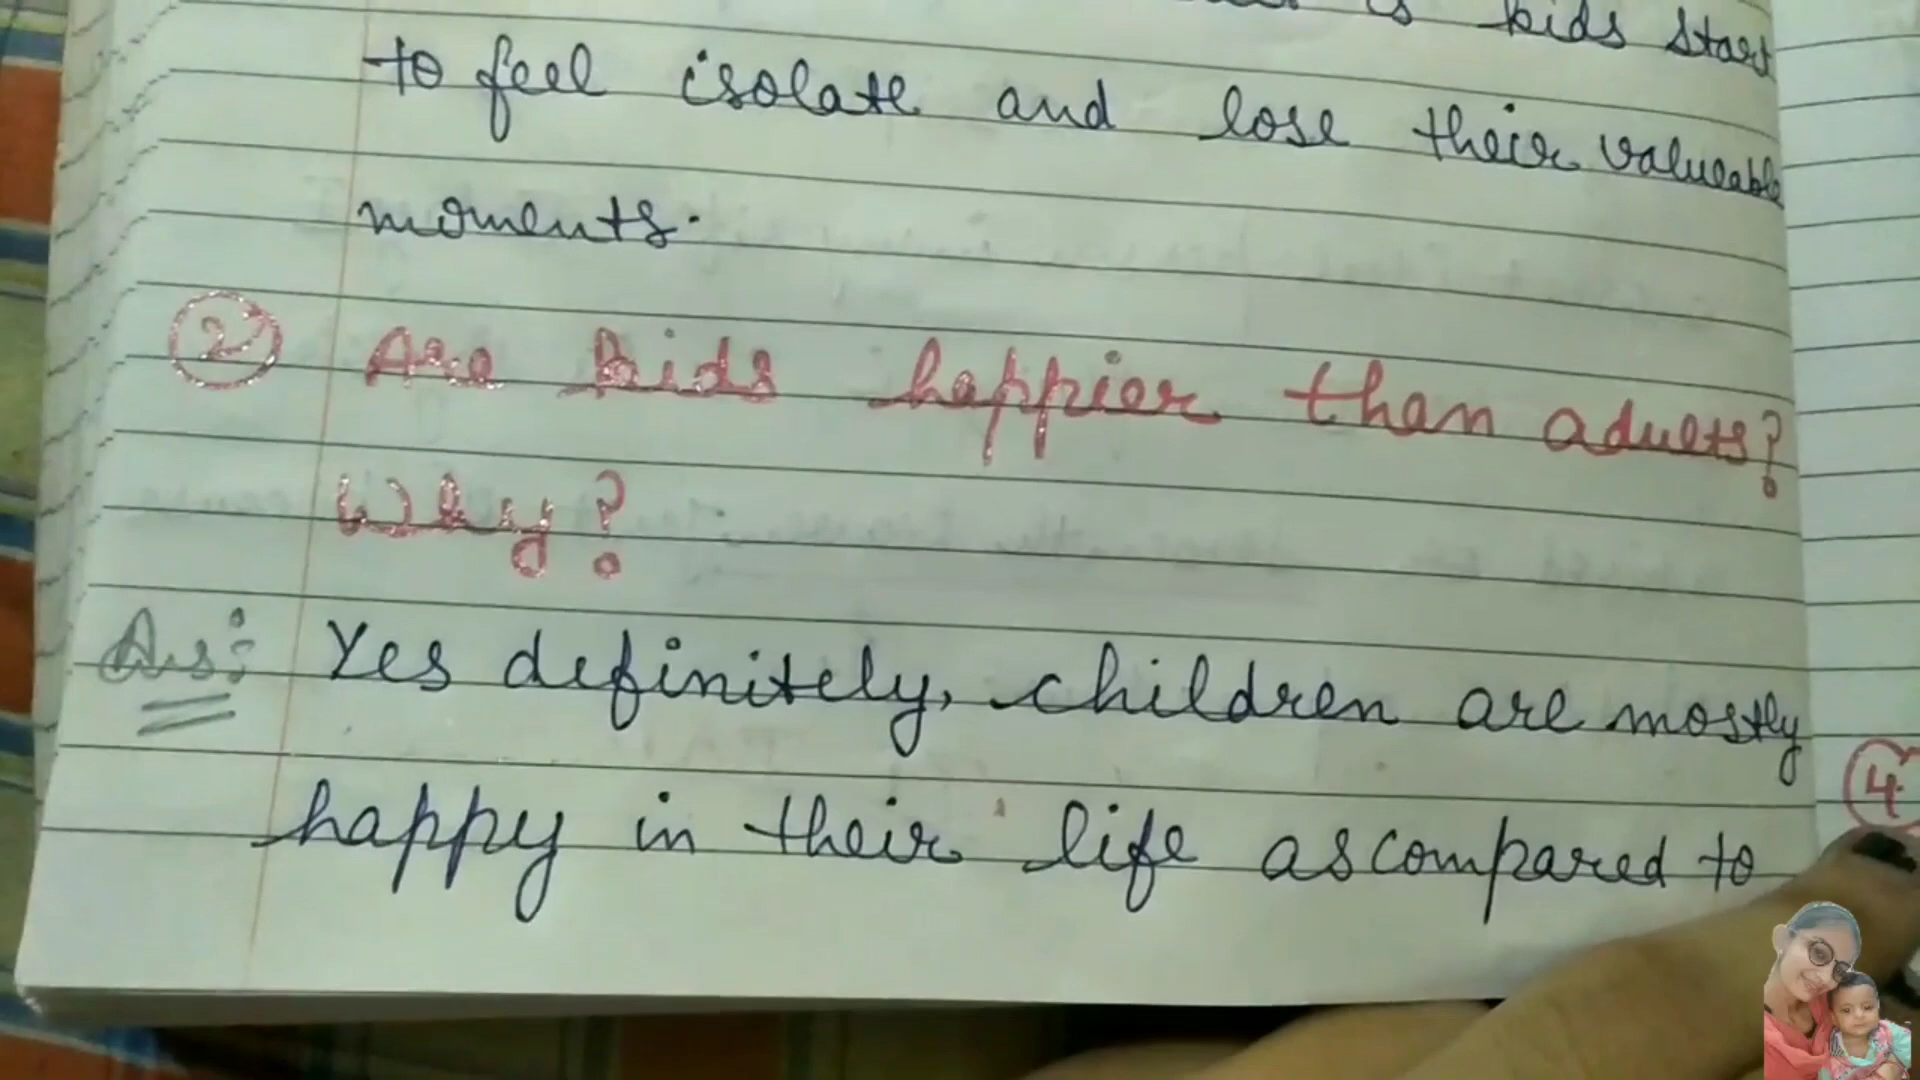 kids start
to feel isolate and lose their valueable
moments.
2 Are kids happier than adults?
Why?
Ans: Yes definitely, children are mostly
happy in their life as compared to
4